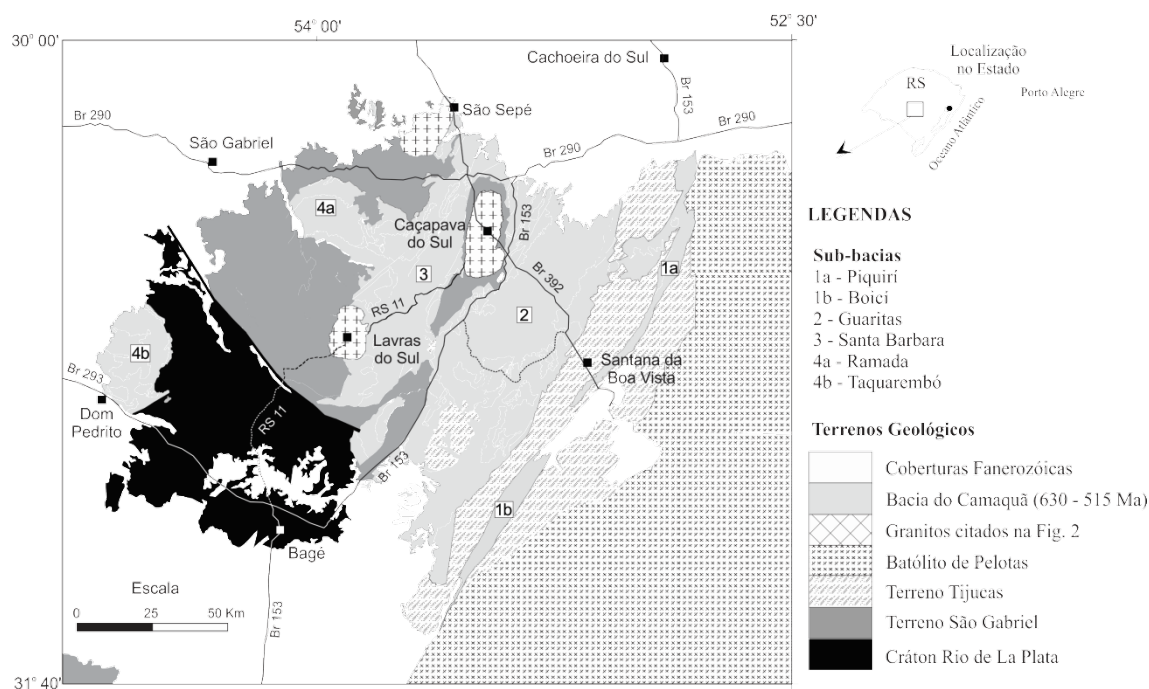 54° 00'
52° 30'
30° 00'
Cachoeira do Sul
Br 153
São Sepé
Br 290
São Gabriel
Br 290
Br 290
4a
Caçapava
do Sul
Br 153
3
RS 11
Br 392
1a
2
Lavras
do Sul
4b
Santana da
Boa Vista
Br 293
Dom
Pedrito
RS 11
Br 153
1b
Bagé
Escala
0 25 50 Km
Br 153
31° 40'
Localização
no Estado
RS
Porto Alegre
Oceano Atlântico
LEGENDAS
Sub-bacias
1a - Piquirí
1b - Boici
2 - Guaritas
3 - Santa Barbara
4a - Ramada
4b - Taquarembó
Terrenos Geológicos
Coberturas Fanerozóicas
Bacia do Camaquã (630 - 515 Ma)
Granitos citados na Fig. 2
Batólito de Pelotas
Terreno Tijucas
Terreno São Gabriel
Cráton Rio de La Plata